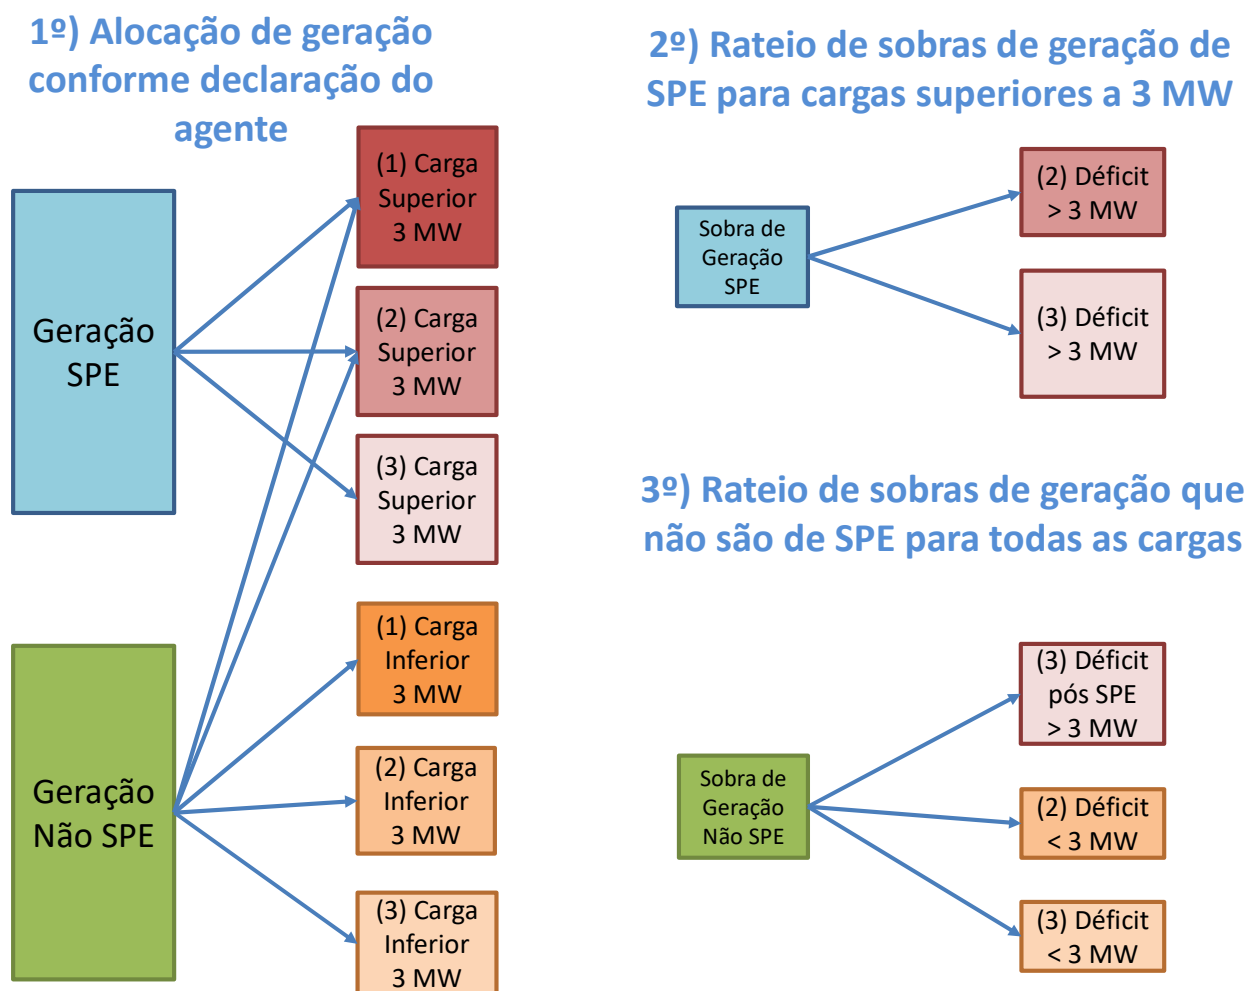 1º) Alocação de geração
conforme declaração do
agente
Geração
SPE
(1) Carga
Superior
3 MW
(2) Carga
Superior
3 MW
(3) Carga
Superior
3 MW
Geração
Não SPE
(1) Carga
Inferior
3 MW
(2) Carga
Inferior
3 MW
(3) Carga
Inferior
3 MW
2º) Rateio de sobras de geração de
SPE para cargas superiores a 3 MW
Sobra de
Geração
SPE
(2) Déficit
> 3 MW
(3) Déficit
> 3 MW
3º) Rateio de sobras de geração que
não são de SPE para todas as cargas
Sobra de
Geração
Não SPE
(3) Déficit
pós SPE
> 3 MW
(2) Déficit
< 3 MW
(3) Déficit
< 3 MW